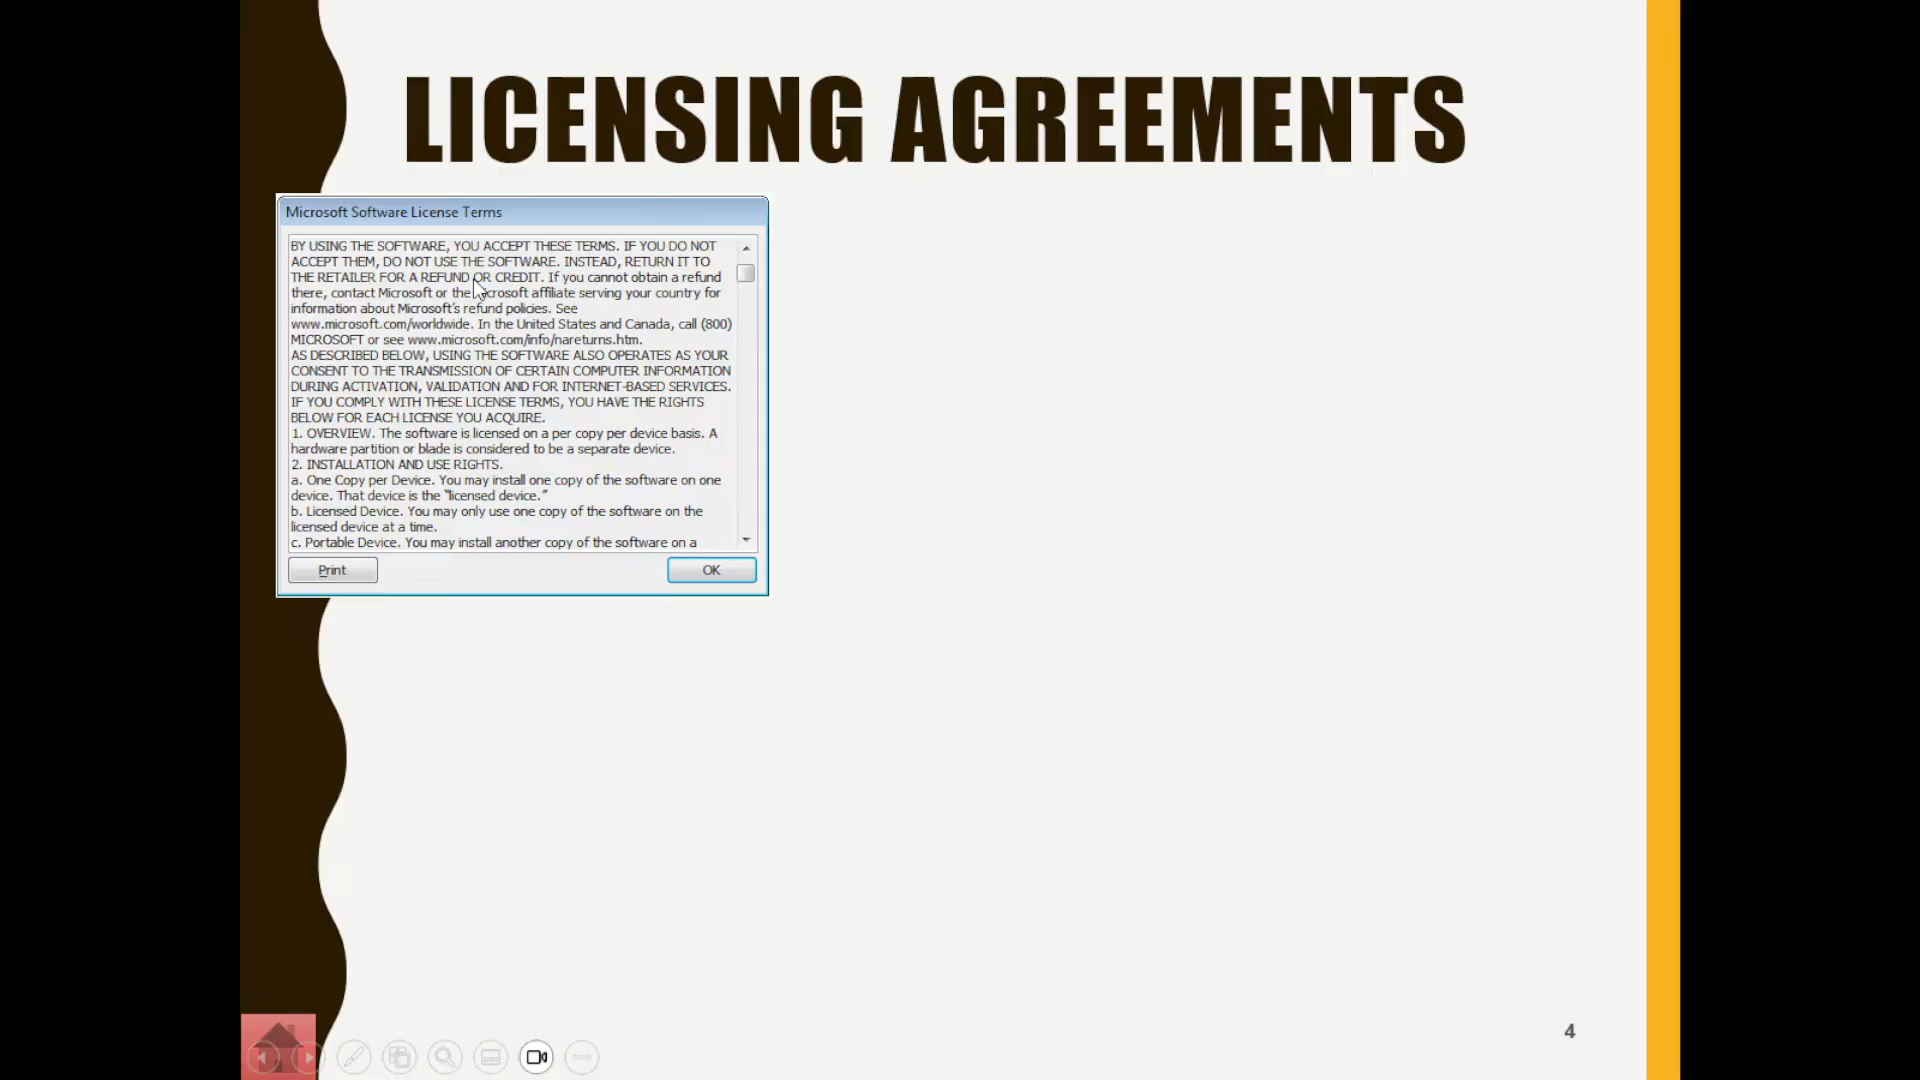 LICENSING AGREEMENTS
Microsoft Software License Terms
BY USING THE SOFTWARE, YOU ACCEPT THESE TERMS. IF YOU DO NOT
ACCEPT THEM, DO NOT USE THE SOFTWARE. INSTEAD, RETURN IT TO
THE RETAILER FOR A REFUND OR CREDIT. If you cannot obtain a refund
there, contact Microsoft or the Microsoft affiliate serving your country for
information about Microsoft's refund policies. See
www.microsoft.com/worldwide. In the United States and Canada, call (800)
MICROSOFT or see www.microsoft.com/info/nareturns.htm.
AS DESCRIBED BELOW, USING THE SOFTWARE ALSO OPERATES AS YOUR
CONSENT TO THE TRANSMISSION OF CERTAIN COMPUTER INFORMATION
DURING ACTIVATION, VALIDATION AND FOR INTERNET-BASED SERVICES.
IF YOU COMPLY WITH THESE LICENSE TERMS, YOU HAVE THE RIGHTS
BELOW FOR EACH LICENSE YOU ACQUIRE.
1. OVERVIEW. The software is licensed on a per copy per device basis. A
hardware partition or blade is considered to be a separate device.
2. INSTALLATION AND USE RIGHTS.
a. One Copy per Device. You may install one copy of the software on one
device. That device is the "licensed device."
b. Licensed Device. You may only use one copy of the software on the
licensed device at a time.
c. Portable Device. You may install another copy of the software on a
Print
OK
4